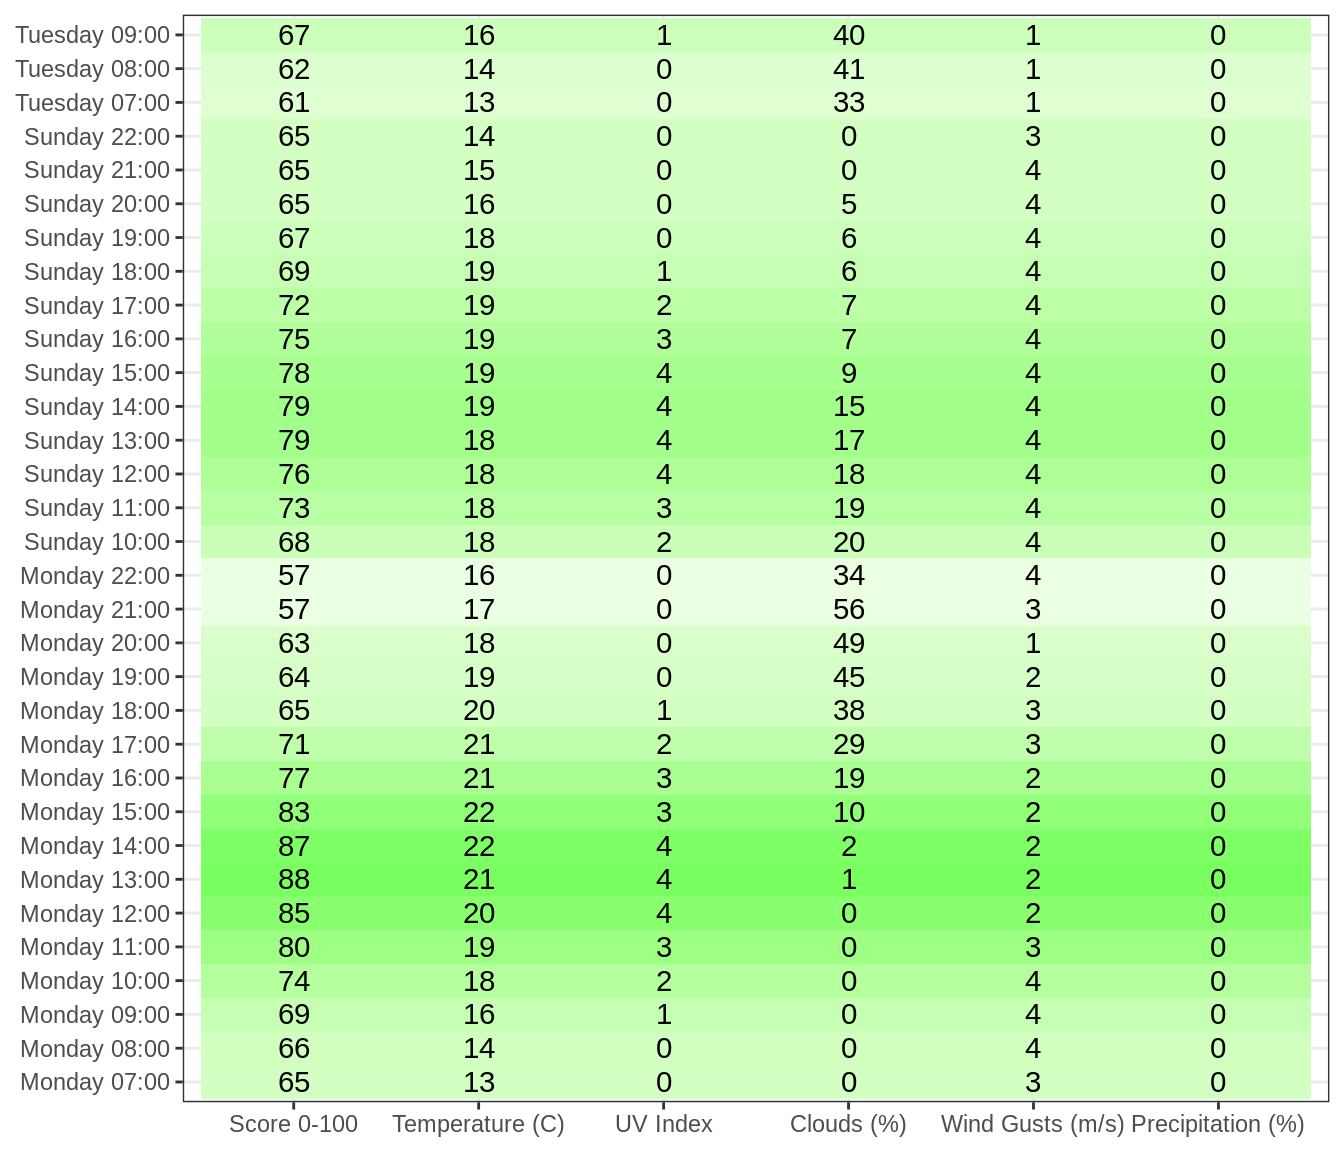 Tuesday 09:00 67 16 1 40 1 0
Tuesday 08:00 62 14 0 41 1 0
Tuesday 07:00 61 13 0 33 1 0
Sunday 22:00 65 14 0 0 3 0
Sunday 21:00 65 15 0 0 4 0
Sunday 20:00 65 16 0 5 4 0
Sunday 19:00 67 18 0 6 4 0
Sunday 18:00 69 19 1 6 4 0
Sunday 17:00 72 19 2 7 4 0
Sunday 16:00 75 19 3 7 4 0
Sunday 15:00 78 19 4 9 4 0
Sunday 14:00 79 19 4 15 4 0
Sunday 13:00 79 18 4 17 4 0
Sunday 12:00 76 18 4 18 4 0
Sunday 11:00 73 18 3 19 4 0
Sunday 10:00 68 18 2 20 4 0
Monday 22:00 57 16 0 34 4 0
Monday 21:00 57 17 0 56 3 0
Monday 20:00 63 18 0 49 1 0
Monday 19:00 64 19 0 45 2 0
Monday 18:00 65 20 1 38 3 0
Monday 17:00 71 21 2 29 3 0
Monday 16:00 77 21 3 19 2 0
Monday 15:00 83 22 3 10 2 0
Monday 14:00 87 22 4 2 2 0
Monday 13:00 88 21 4 1 2 0
Monday 12:00 85 20 4 0 2 0
Monday 11:00 80 19 3 0 3 0
Monday 10:00 74 18 2 0 4 0
Monday 09:00 69 16 1 0 4 0
Monday 08:00 66 14 0 0 4 0
Monday 07:00 65 13 0 0 3 0
Score 0-100 Temperature (C) UV Index Clouds (%) Wind Gusts (m/s) Precipitation (%)